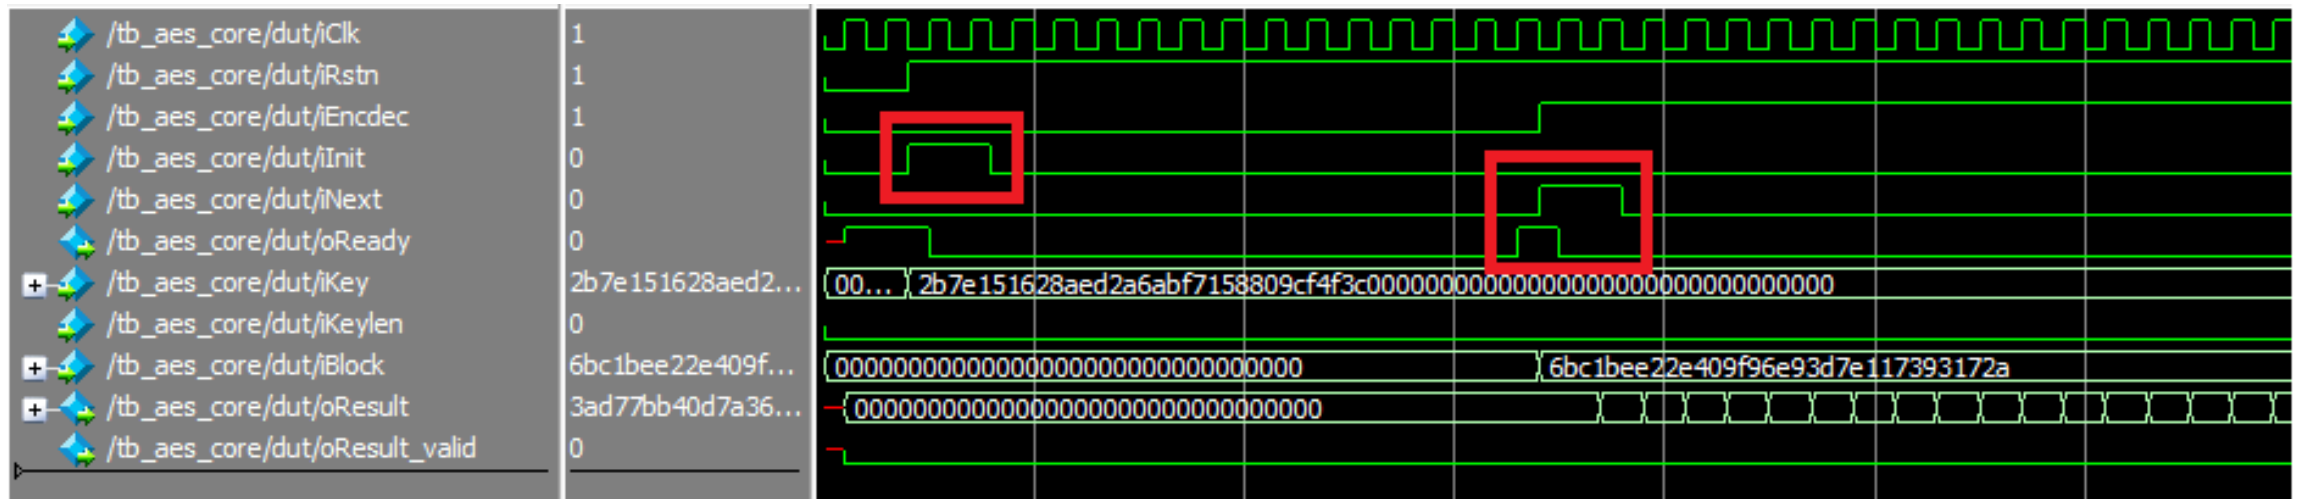 /tb_aes_core/dut/iClk 1
/tb_aes_core/dut/iRstn 1
/tb_aes_core/dut/iEncdec 1
/tb_aes_core/dut/iInit 0
/tb_aes_core/dut/iNext 0
/tb_aes_core/dut/oReady 0
/tb_aes_core/dut/iKey 2b7e151628aed2... 00... 2b7e151628aed2a6abf7158809cf4f3c00000000000000000000000000000000
/tb_aes_core/dut/iKeylen 0
/tb_aes_core/dut/iBlock 6bc1bee22e409f... 00000000000000000000000000000000 6bc1bee22e409f96e93d7e117393172a
/tb_aes_core/dut/oResult 3ad77bb40d7a36... 00000000000000000000000000000000
/tb_aes_core/dut/oResult_valid 0